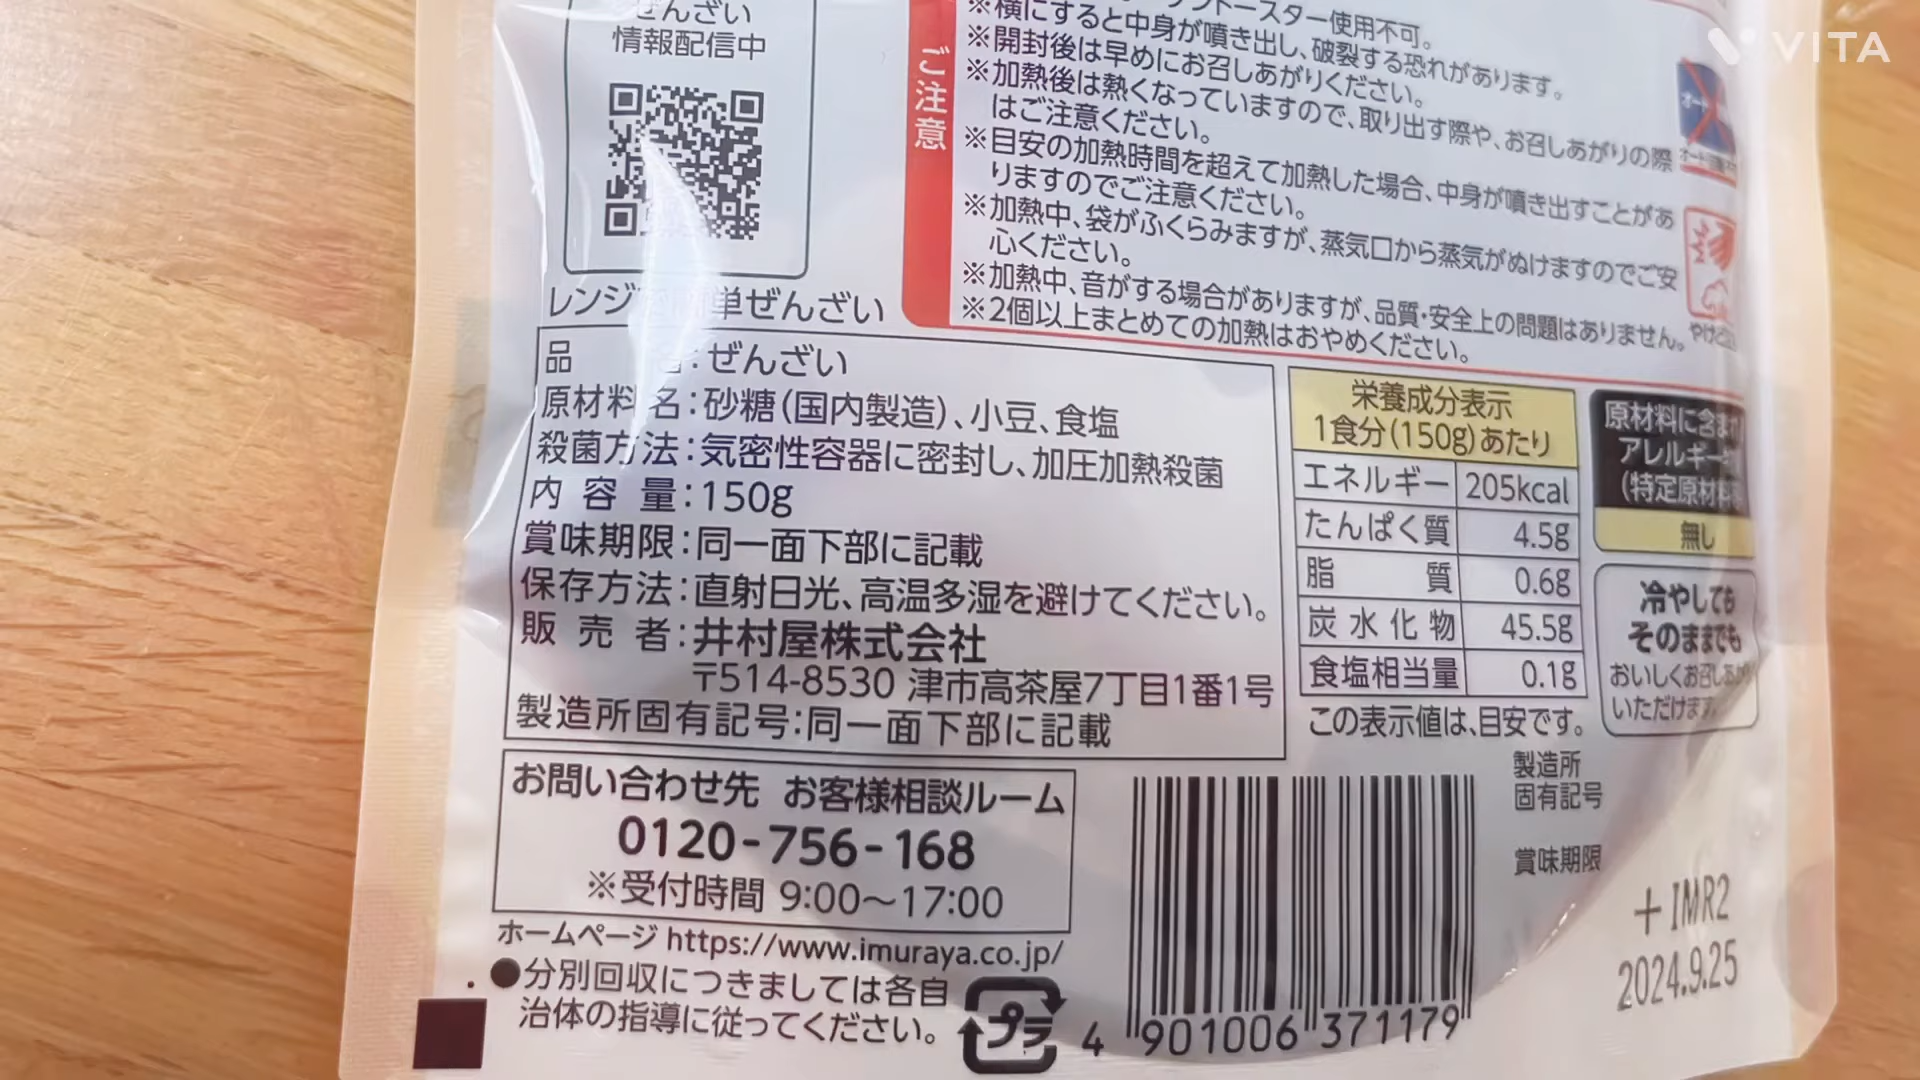 ぜんざい
情報配信中
レンジで簡単ぜんざい
ご注意
トースター使用不可。
※横にすると中身が噴き出し、破裂する恐れがあります。
※開封後は早めにお召しあがりください。
※加熱後は熱くなっていますので、取り出す際や、お召しあがりの際
はご注意ください。
※目安の加熱時間を超えて加熱した場合、中身が噴き出すことがあ
りますのでご注意ください。
※加熱中、袋がふくらみますが、蒸気口から蒸気がぬけますのでご安
心ください。
※加熱中、音がする場合がありますが、品質・安全上の問題はありません。
※2個以上まとめての加熱はおやめください。
品 名:ぜんざい
原材料名:砂糖(国内製造)、小豆、食塩
殺菌方法:気密性容器に密封し、加圧加熱殺菌
内容量:150g
賞味期限:同一面下部に記載
保存方法:直射日光、高温多湿を避けてください。
販売者:井村屋株式会社
〒514-8530 津市高茶屋7丁目1番1号
製造所固有記号:同一面下部に記載
栄養成分表示
1食分(150g)あたり
エネルギー 205kcal
たんぱく質 4.5g
脂質 0.6g
炭水化物 45.5g
食塩相当量 0.1g
この表示値は、目安です。
原材料に含ま
アレルギー
(特定原材料
無し
冷やしても
そのままでも
おいしくお召しあが
いただけます
お問い合わせ先 お客様相談ルーム
0120-756-168
※受付時間 9:00〜17:00
ホームページ https://www.imuraya.co.jp/
●分別回収につきましては各自
治体の指導に従ってください。
プラ
4 901006 371179
製造所
固有記号
賞味期限
+IMR2
2024.9.25
VITA